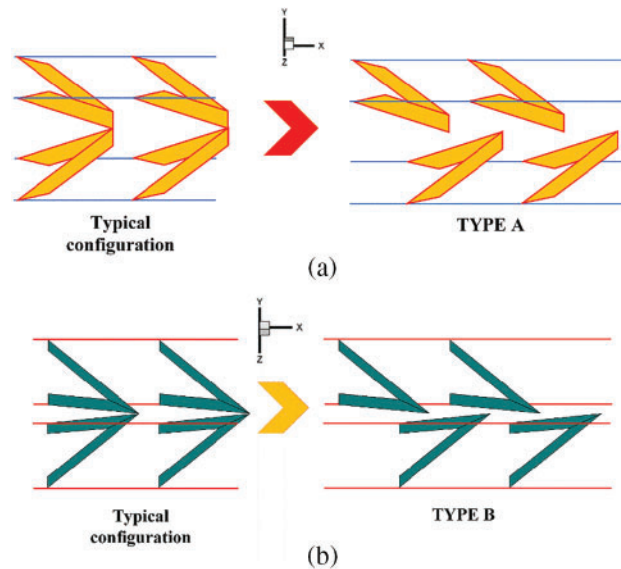 Y
X
Z
Typical
configuration
TYPE A
(a)
Y
X
Z
Typical
configuration
TYPE B
(b)